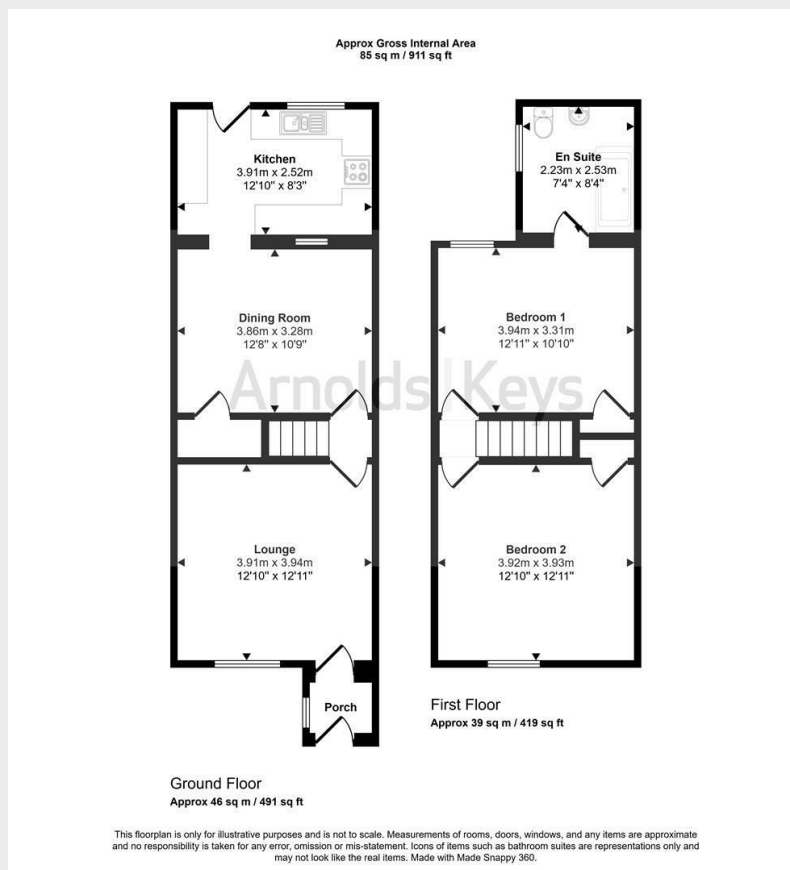 Approx Gross Internal Area
85 sq m / 911 sq ft
Kitchen
3.91m x 2.52m
12'10" x 8'3"
Dining Room
3.86m x 3.28m
12'8" x 10'9"
Lounge
3.91m x 3.94m
12'10" x 12'11"
Porch
Ground Floor
Approx 46 sq m / 491 sq ft
En Suite
2.23m x 2.53m
7'4" x 8'4"
Bedroom 1
3.94m x 3.31m
12'11" x 10'10"
Arnolds | Keys
Bedroom 2
3.92m x 3.93m
12'10" x 12'11"
First Floor
Approx 39 sq m / 419 sq ft
This floorplan is only for illustrative purposes and is not to scale. Measurements of rooms, doors, windows, and any items are approximate
and no responsibility is taken for any error, omission or mis-statement. Icons of items such as bathroom suites are representations only and
may not look like the real items. Made with Made Snappy 360.